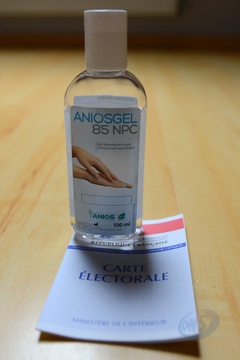 ANIOSGEL
85 NPC
ANIOS
100 ml
RÉPUBLIQUE FRANÇAISE
CARTE
ÉLECTORALE
MINISTÈRE DE L'INTÉRIEUR